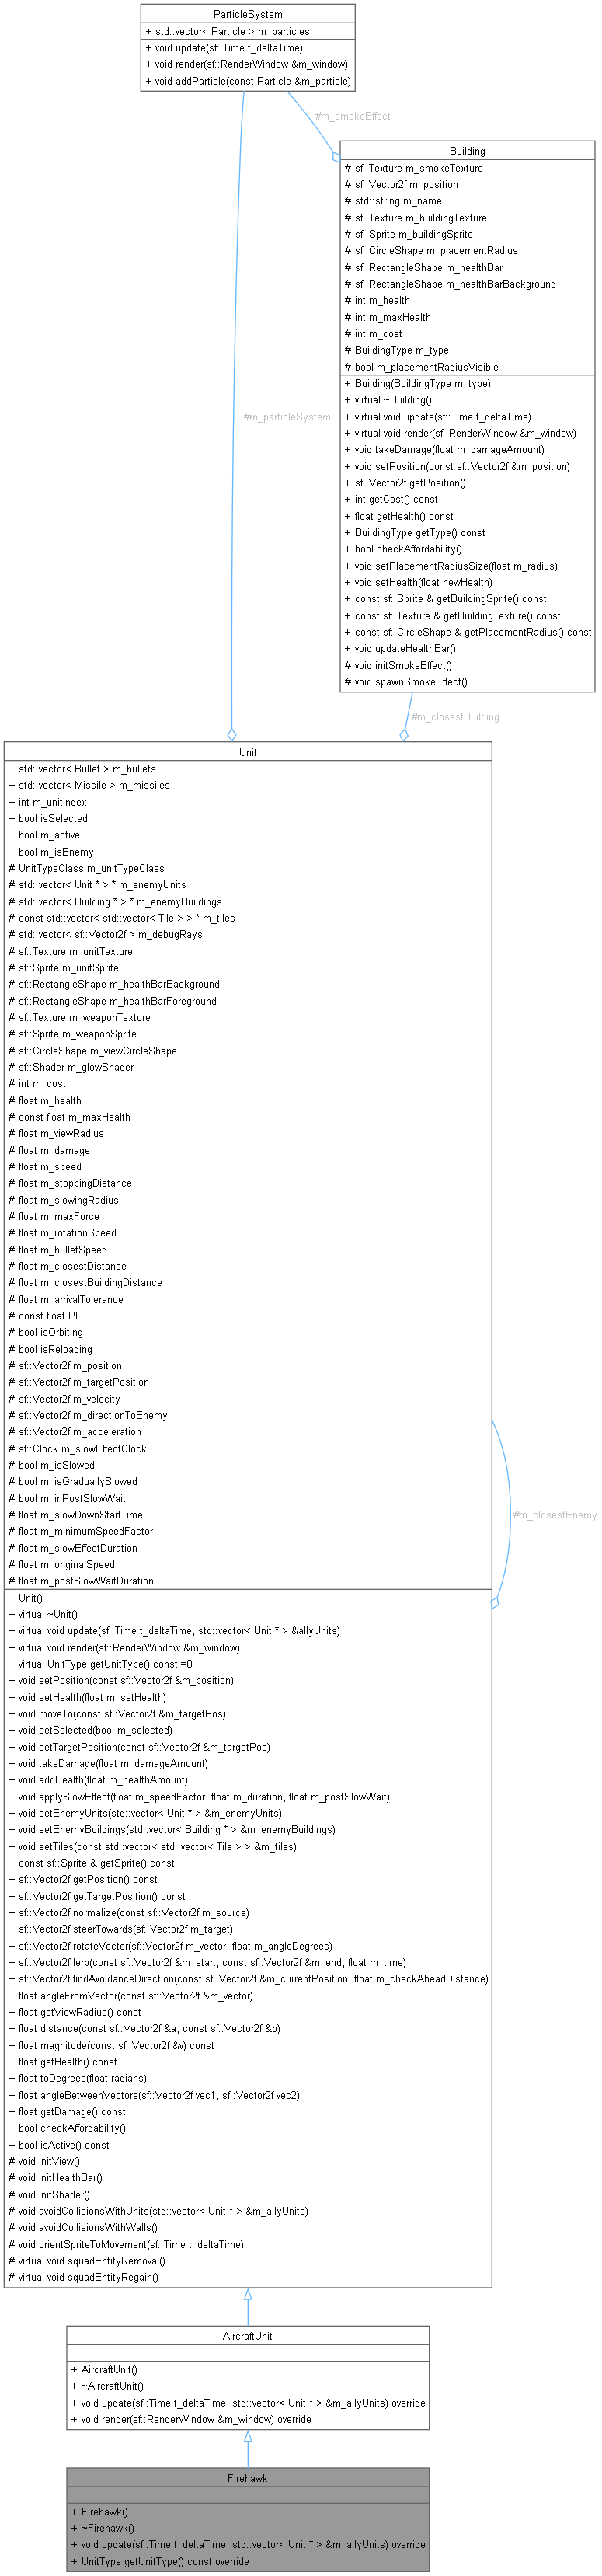 ParticleSystem
+ std::vector< Particle > m_particles
+ void update(sf::Time t_deltaTime)
+ void render(sf::RenderWindow &m_window)
+ void addParticle(const Particle &m_particle)
#m_smokeEffect
Building
# sf::Texture m_smokeTexture
# sf::Vector2f m_position
# std::string m_name
# sf::Texture m_buildingTexture
# sf::Sprite m_buildingSprite
# sf::CircleShape m_placementRadius
# sf::RectangleShape m_healthBar
# sf::RectangleShape m_healthBarBackground
# int m_health
# int m_maxHealth
# int m_cost
# BuildingType m_type
# bool m_placementRadiusVisible
+ Building(BuildingType m_type)
+ virtual ~Building()
+ virtual void update(sf::Time t_deltaTime)
+ virtual void render(sf::RenderWindow &m_window)
+ void takeDamage(float m_damageAmount)
+ void setPosition(const sf::Vector2f &m_position)
+ sf::Vector2f getPosition()
+ int getCost() const
+ float getHealth() const
+ BuildingType getType() const
+ bool checkAffordability()
+ void setPlacementRadiusSize(float m_radius)
+ void setHealth(float newHealth)
+ const sf::Sprite & getBuildingSprite() const
+ const sf::Texture & getBuildingTexture() const
+ const sf::CircleShape & getPlacementRadius() const
+ void updateHealthBar()
# void initSmokeEffect()
# void spawnSmokeEffect()
#m_particleSystem
#m_closestBuilding
Unit
+ std::vector< Bullet > m_bullets
+ std::vector< Missile > m_missiles
+ int m_unitIndex
+ bool isSelected
+ bool m_active
+ bool m_isEnemy
# UnitTypeClass m_unitTypeClass
# std::vector< Unit * > * m_enemyUnits
# std::vector< Building * > * m_enemyBuildings
# const std::vector< std::vector< Tile > > * m_tiles
# std::vector< sf::Vector2f > m_debugRays
# sf::Texture m_unitTexture
# sf::Sprite m_unitSprite
# sf::RectangleShape m_healthBarBackground
# sf::RectangleShape m_healthBarForeground
# sf::Texture m_weaponTexture
# sf::Sprite m_weaponSprite
# sf::CircleShape m_viewCircleShape
# sf::Shader m_glowShader
# int m_cost
# float m_health
# const float m_maxHealth
# float m_viewRadius
# float m_damage
# float m_speed
# float m_stoppingDistance
# float m_slowingRadius
# float m_maxForce
# float m_rotationSpeed
# float m_bulletSpeed
# float m_closestDistance
# float m_closestBuildingDistance
# float m_arrivalTolerance
# const float PI
# bool isOrbiting
# bool isReloading
# sf::Vector2f m_position
# sf::Vector2f m_targetPosition
# sf::Vector2f m_velocity
# sf::Vector2f m_directionToEnemy
# sf::Vector2f m_acceleration
# sf::Clock m_slowEffectClock
# bool m_isSlowed
# bool m_isGraduallySlowed
# bool m_inPostSlowWait
# float m_slowDownStartTime
# float m_minimumSpeedFactor
# float m_slowEffectDuration
# float m_originalSpeed
# float m_postSlowWaitDuration
+ Unit()
+ virtual ~Unit()
+ virtual void update(sf::Time t_deltaTime, std::vector< Unit * > &allyUnits)
+ virtual void render(sf::RenderWindow &m_window)
+ virtual UnitType getUnitType() const =0
+ void setPosition(const sf::Vector2f &m_position)
+ void setHealth(float m_setHealth)
+ void moveTo(const sf::Vector2f &m_targetPos)
+ void setSelected(bool m_selected)
+ void setTargetPosition(const sf::Vector2f &m_targetPos)
+ void takeDamage(float m_damageAmount)
+ void addHealth(float m_healthAmount)
+ void applySlowEffect(float m_speedFactor, float m_duration, float m_postSlowWait)
+ void setEnemyUnits(std::vector< Unit * > &m_enemyUnits)
+ void setEnemyBuildings(std::vector< Building * > &m_enemyBuildings)
+ void setTiles(const std::vector< std::vector< Tile > > &m_tiles)
+ const sf::Sprite & getSprite() const
+ sf::Vector2f getPosition() const
+ sf::Vector2f getTargetPosition() const
+ sf::Vector2f normalize(const sf::Vector2f m_source)
+ sf::Vector2f steerTowards(sf::Vector2f m_target)
+ sf::Vector2f rotateVector(sf::Vector2f m_vector, float m_angleDegrees)
+ sf::Vector2f lerp(const sf::Vector2f &m_start, const sf::Vector2f &m_end, float m_time)
+ sf::Vector2f findAvoidanceDirection(const sf::Vector2f &m_currentPosition, float m_checkAheadDistance)
+ float angleFromVector(const sf::Vector2f &m_vector)
+ float getViewRadius() const
+ float distance(const sf::Vector2f &a, const sf::Vector2f &b)
+ float magnitude(const sf::Vector2f &v) const
+ float getHealth() const
+ float toDegrees(float radians)
+ float angleBetweenVectors(sf::Vector2f vec1, sf::Vector2f vec2)
+ float getDamage() const
+ bool checkAffordability()
+ bool isActive() const
# void initView()
# void initHealthBar()
# void initShader()
# void avoidCollisionsWithUnits(std::vector< Unit * > &m_allyUnits)
# void avoidCollisionsWithWalls()
# void orientSpriteToMovement(sf::Time t_deltaTime)
# virtual void squadEntityRemoval()
# virtual void squadEntityRegain()
#m_closestEnemy
AircraftUnit
+ AircraftUnit()
+ ~AircraftUnit()
+ void update(sf::Time t_deltaTime, std::vector< Unit * > &m_allyUnits) override
+ void render(sf::RenderWindow &m_window) override
Firehawk
+ Firehawk()
+ ~Firehawk()
+ void update(sf::Time t_deltaTime, std::vector< Unit * > &m_allyUnits) override
+ UnitType getUnitType() const override